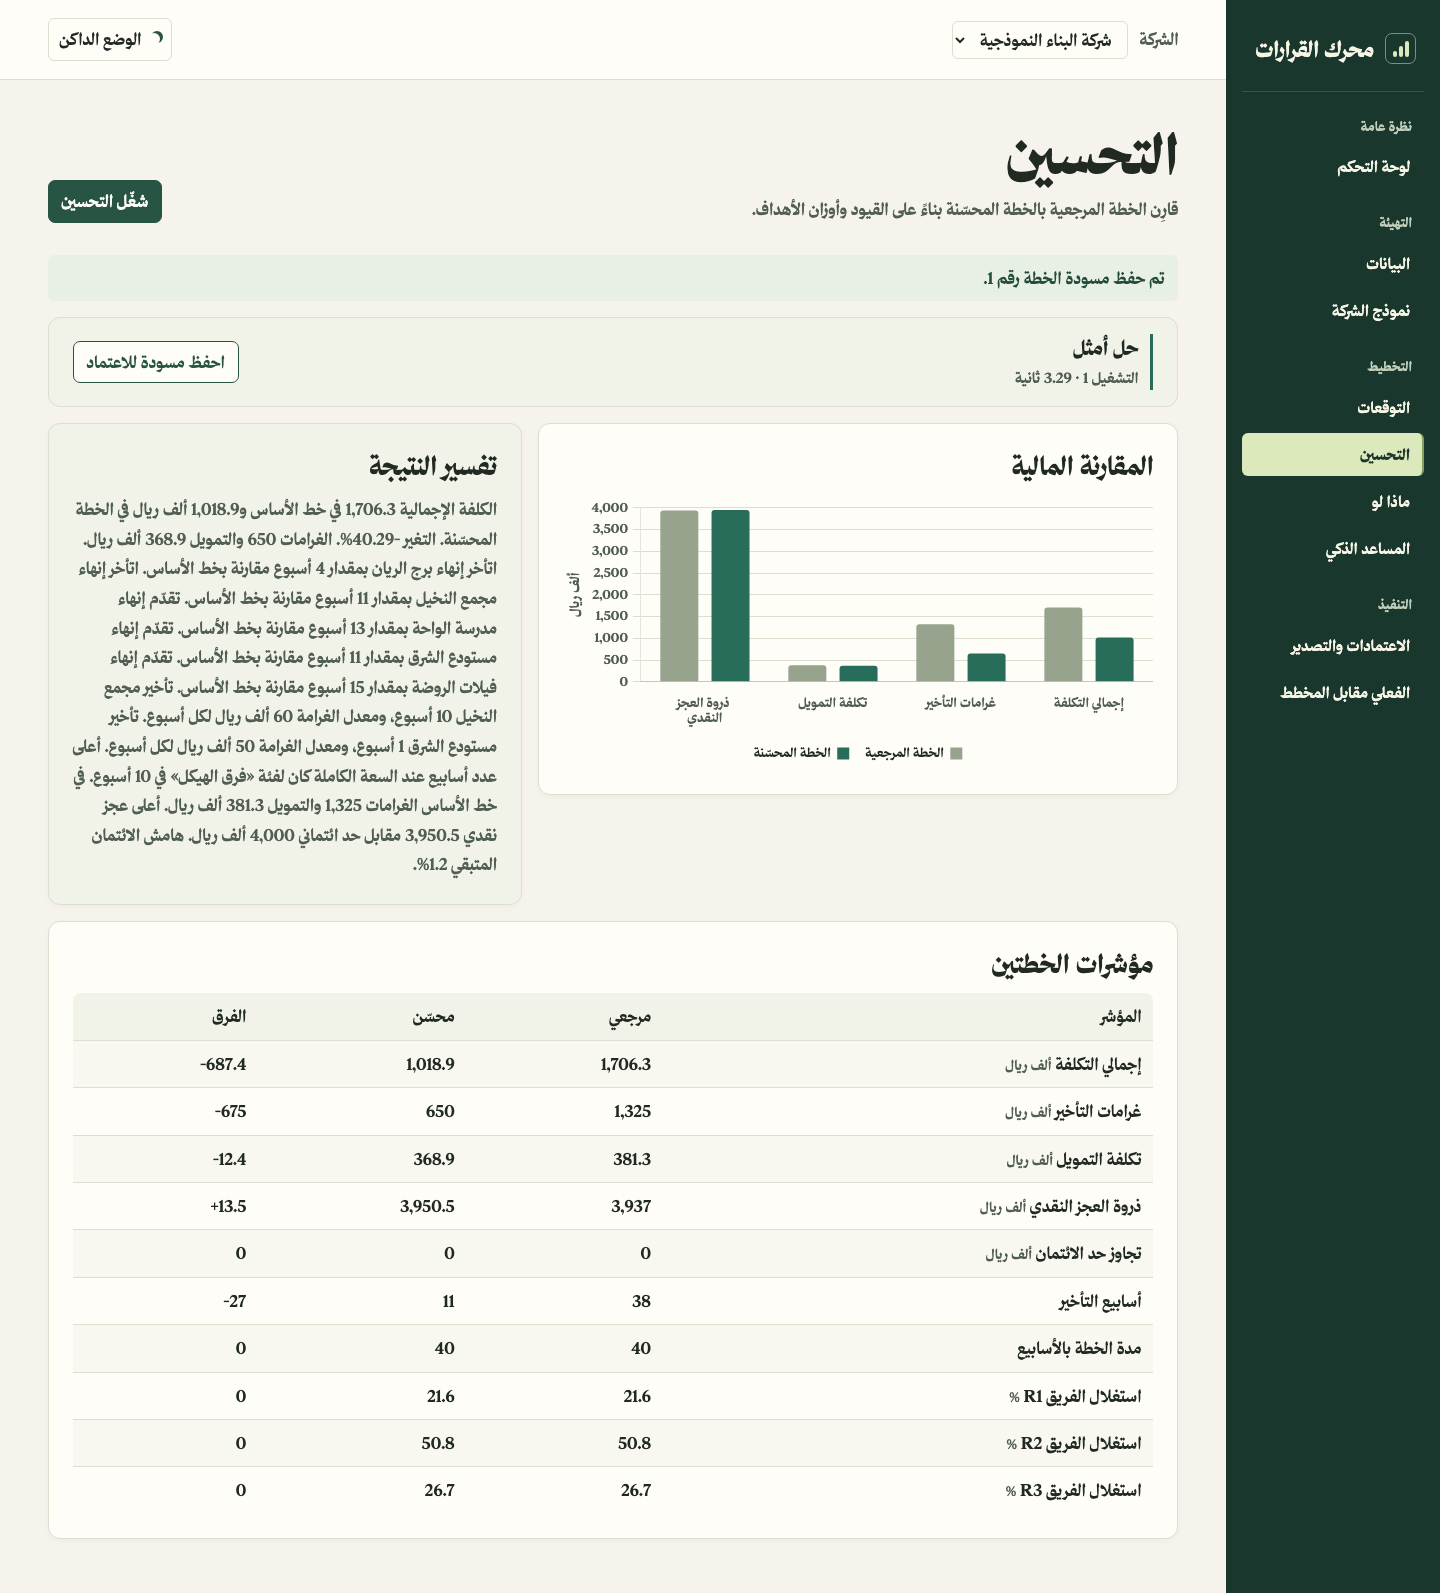 محرك القرارات
نظرة عامة
لوحة التحكم
التهيئة
البيانات
نموذج الشركة
التخطيط
التوقعات
التحسين
ماذا لو
المساعد الذكي
التنفيذ
الاعتمادات والتصدير
الفعلي مقابل المخطط
الشركة
شركة البناء النموذجية
الوضع الداكن
التحسين
قارِن الخطة المرجعية بالخطة المحسّنة بناءً على القيود وأوزان الأهداف.
شغّل التحسين
تم حفظ مسودة الخطة رقم 1.
حل أمثل
التشغيل 1 · 3.29 ثانية
احفظ مسودة للاعتماد
المقارنة المالية
4,000
3,500
3,000
2,500
2,000
1,500
1,000
500
0
ألف ريال
ذروة العجز
النقدي
تكلفة التمويل
غرامات التأخير
إجمالي التكلفة
الخطة المرجعية
الخطة المحسّنة
تفسير النتيجة
الكلفة الإجمالية 1,706.3 في خط الأساس و1,018.9 ألف ريال في الخطة
المحسّنة. التغير -40.29%. الغرامات 650 والتمويل 368.9 ألف ريال.
اتأخر إنهاء برج الريان بمقدار 4 أسبوع مقارنة بخط الأساس. اتأخر إنهاء
مجمع النخيل بمقدار 11 أسبوع مقارنة بخط الأساس. تقدّم إنهاء
مدرسة الواحة بمقدار 13 أسبوع مقارنة بخط الأساس. تقدّم إنهاء
مستودع الشرق بمقدار 11 أسبوع مقارنة بخط الأساس. تقدّم إنهاء
فيلات الروضة بمقدار 15 أسبوع مقارنة بخط الأساس. تأخير مجمع
النخيل 10 أسبوع، ومعدل الغرامة 60 ألف ريال لكل أسبوع. تأخير
مستودع الشرق 1 أسبوع، ومعدل الغرامة 50 ألف ريال لكل أسبوع. أعلى
عدد أسابيع عند السعة الكاملة كان لفئة «فرق الهيكل» في 10 أسبوع. في
خط الأساس الغرامات 1,325 والتمويل 381.3 ألف ريال. أعلى عجز
نقدي 3,950.5 مقابل حد ائتماني 4,000 ألف ريال. هامش الائتمان
المتبقي 1.2%.
مؤشرات الخطتين
المؤشر مرجعي محسّن الفرق
إجمالي التكلفة ألف ريال 1,706.3 1,018.9 -687.4
غرامات التأخير ألف ريال 1,325 650 -675
تكلفة التمويل ألف ريال 381.3 368.9 -12.4
ذروة العجز النقدي ألف ريال 3,937 3,950.5 +13.5
تجاوز حد الائتمان ألف ريال 0 0 0
أسابيع التأخير 38 11 -27
مدة الخطة بالأسابيع 40 40 0
استغلال الفريق R1 % 21.6 21.6 0
استغلال الفريق R2 % 50.8 50.8 0
استغلال الفريق R3 % 26.7 26.7 0